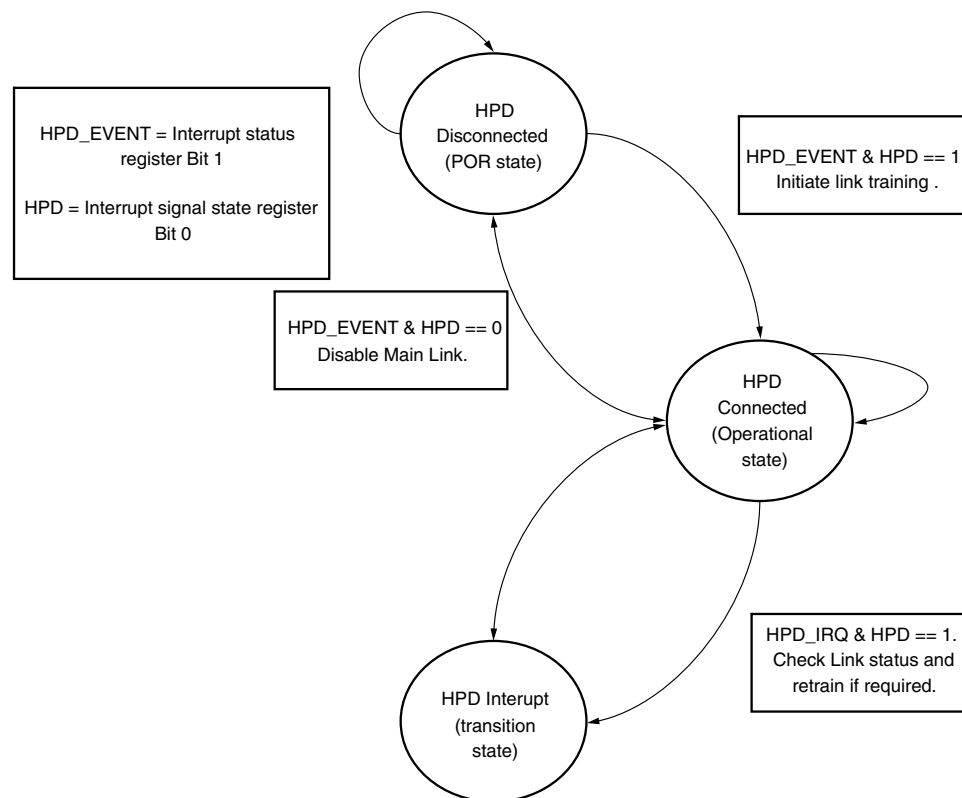 HPD
Disconnected
(POR state)
HPD_EVENT = Interrupt status
register Bit 1
HPD = Interrupt signal state register
Bit 0
HPD_EVENT & HPD == 1
Initiate link training .
HPD_EVENT & HPD == 0
Disable Main Link.
HPD
Connected
(Operational
state)
HPD_IRQ & HPD == 1.
Check Link status and
retrain if required.
HPD Interupt
(transition
state)